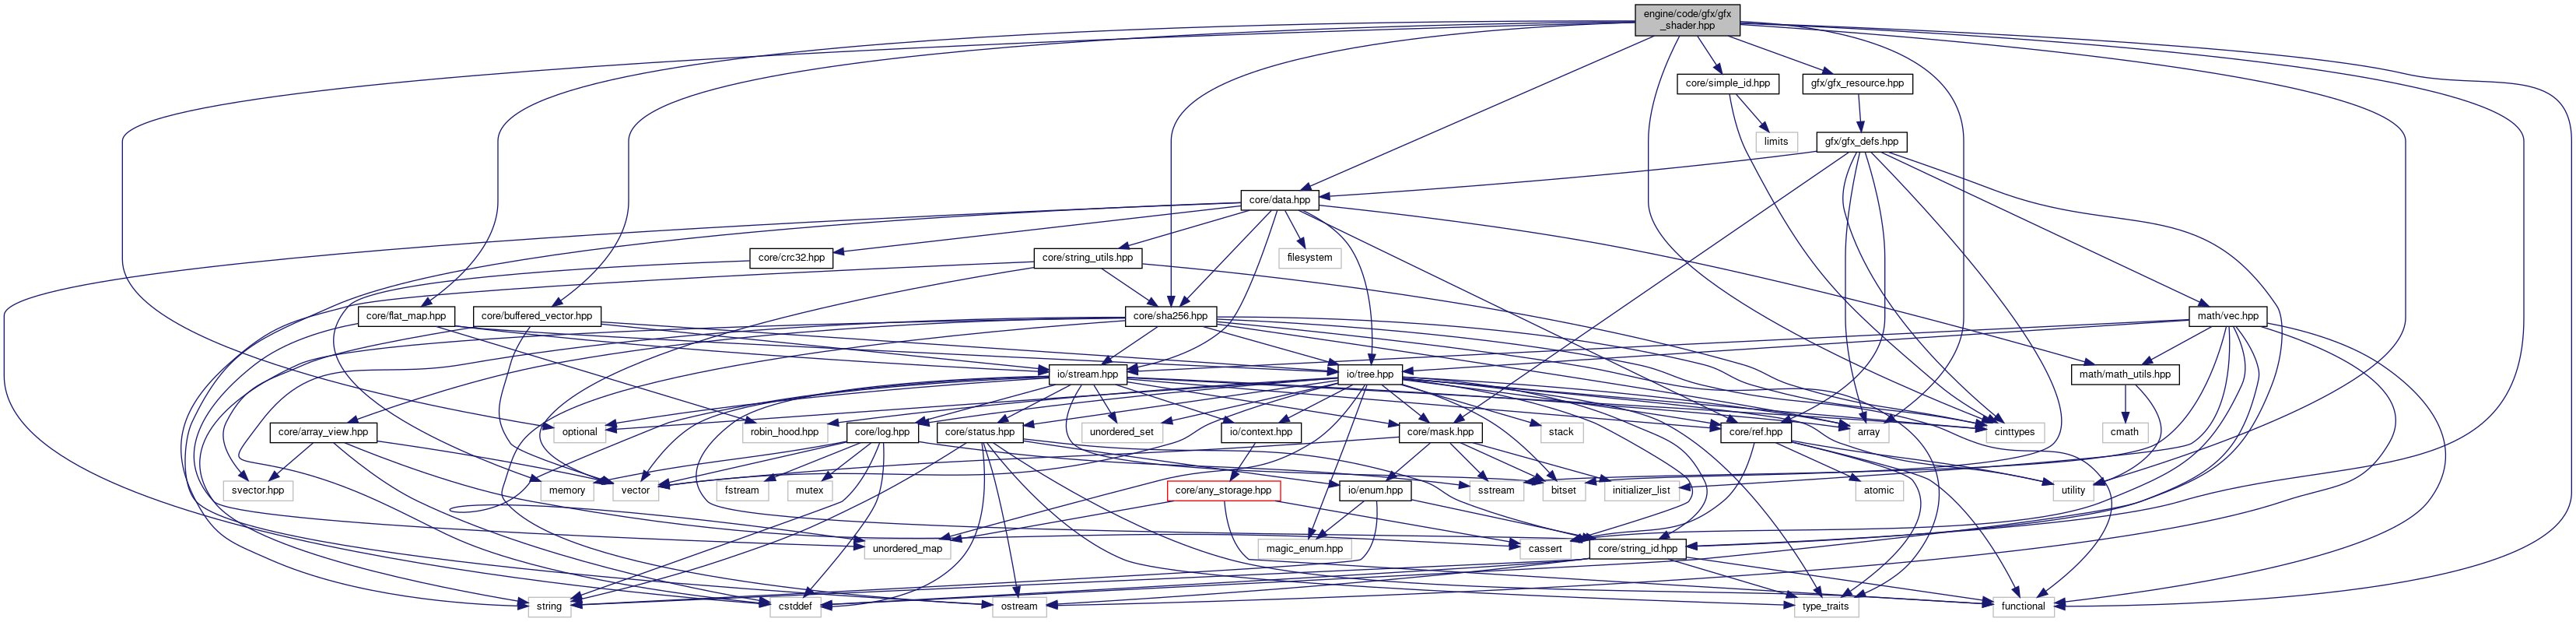 engine/code/gfx/gfx
_shader.hpp
core/simple_id.hpp
gfx/gfx_resource.hpp
limits
gfx/gfx_defs.hpp
core/data.hpp
core/crc32.hpp
core/string_utils.hpp
filesystem
core/flat_map.hpp
core/buffered_vector.hpp
core/sha256.hpp
math/vec.hpp
io/stream.hpp
io/tree.hpp
math/math_utils.hpp
core/array_view.hpp
optional
robin_hood.hpp
core/log.hpp
core/status.hpp
unordered_set
io/context.hpp
core/mask.hpp
stack
core/ref.hpp
array
cinttypes
cmath
svector.hpp
memory
vector
fstream
mutex
core/any_storage.hpp
io/enum.hpp
sstream
bitset
initializer_list
atomic
utility
unordered_map
magic_enum.hpp
cassert
core/string_id.hpp
string
cstddef
ostream
type_traits
functional